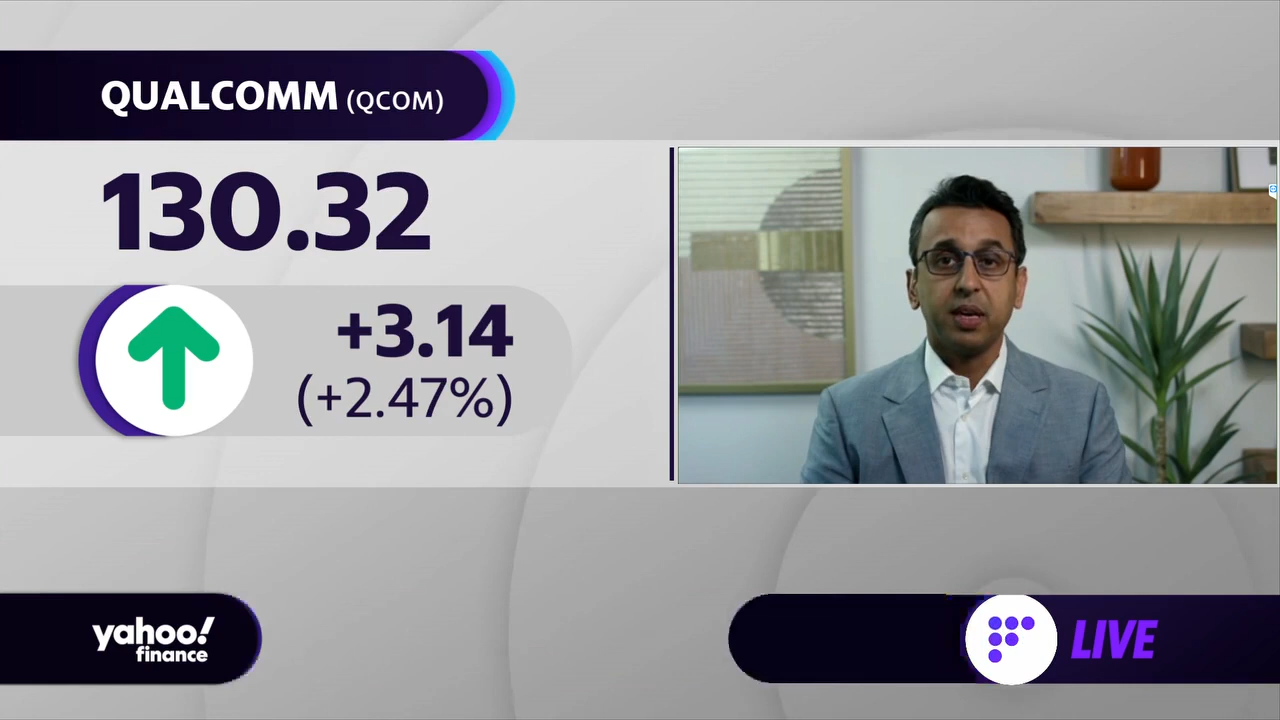 QUALCOMM (QCOM)
130.32
+3.14
(+2.47%)
yahoo!
finance
LIVE